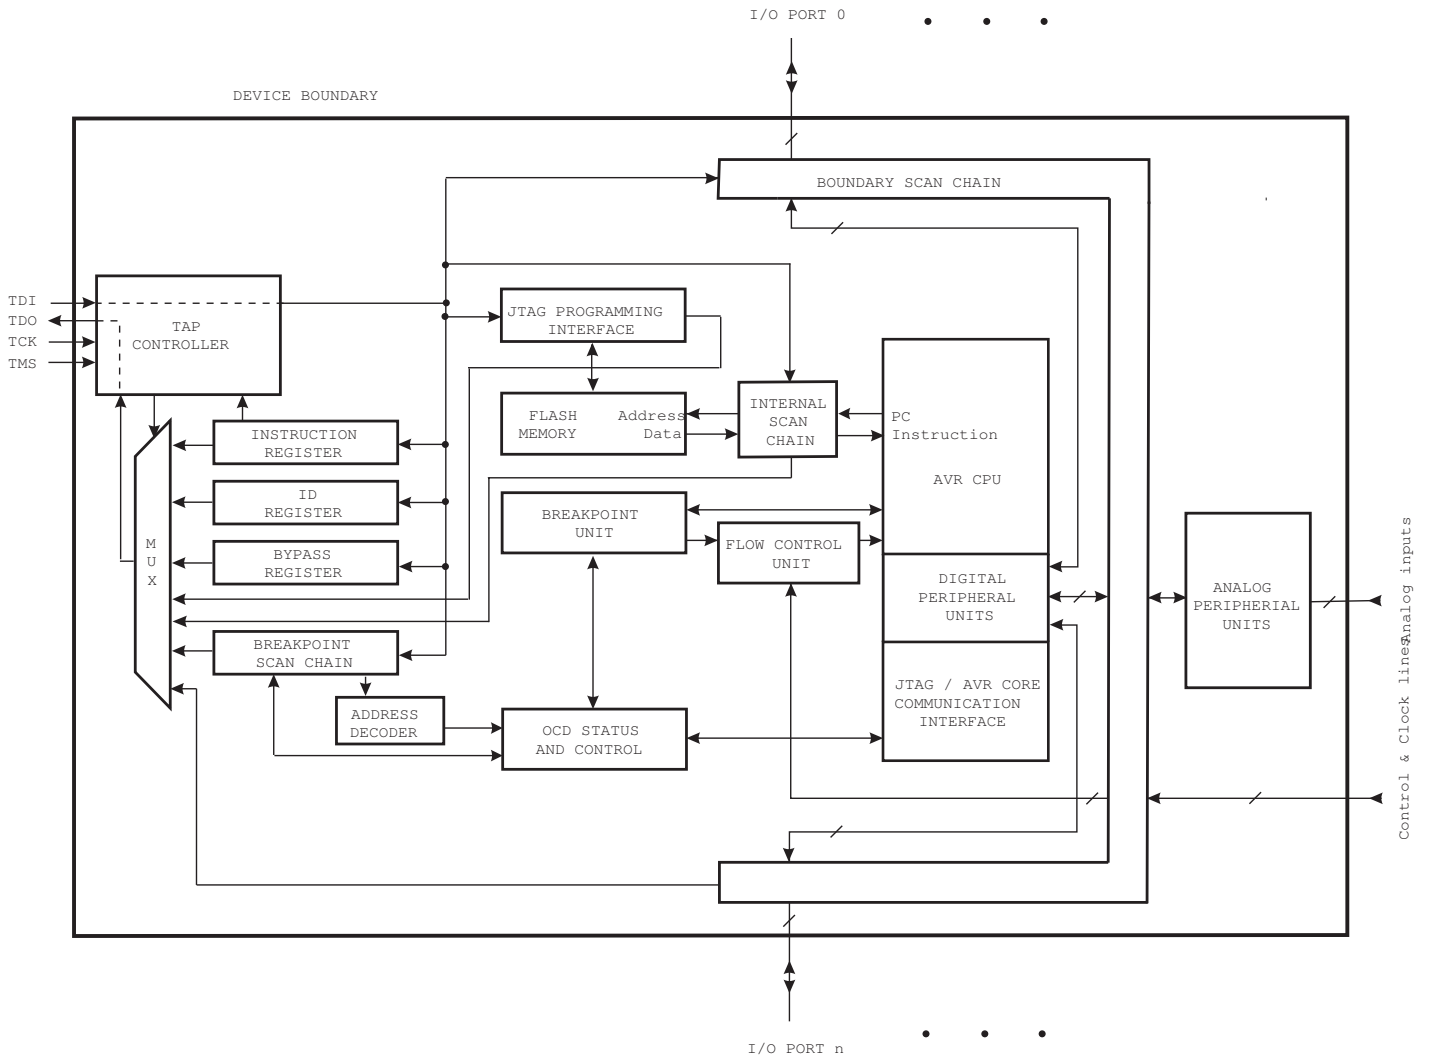 I/O PORT 0
DEVICE BOUNDARY
BOUNDARY SCAN CHAIN
TDI
TDO
TCK
TMS
TAP
CONTROLLER
JTAG PROGRAMMING
INTERFACE
FLASH
MEMORY
Address
Data
INTERNAL
SCAN
CHAIN
PC
Instruction
AVR CPU
INSTRUCTION
REGISTER
ID
REGISTER
BYPASS
REGISTER
M
U
X
BREAKPOINT
UNIT
FLOW CONTROL
UNIT
DIGITAL
PERIPHERAL
UNITS
ANALOG
PERIPHERIAL
UNITS
Analog inputs
Control & Clock lines
BREAKPOINT
SCAN CHAIN
ADDRESS
DECODER
OCD STATUS
AND CONTROL
JTAG / AVR CORE
COMMUNICATION
INTERFACE
I/O PORT n